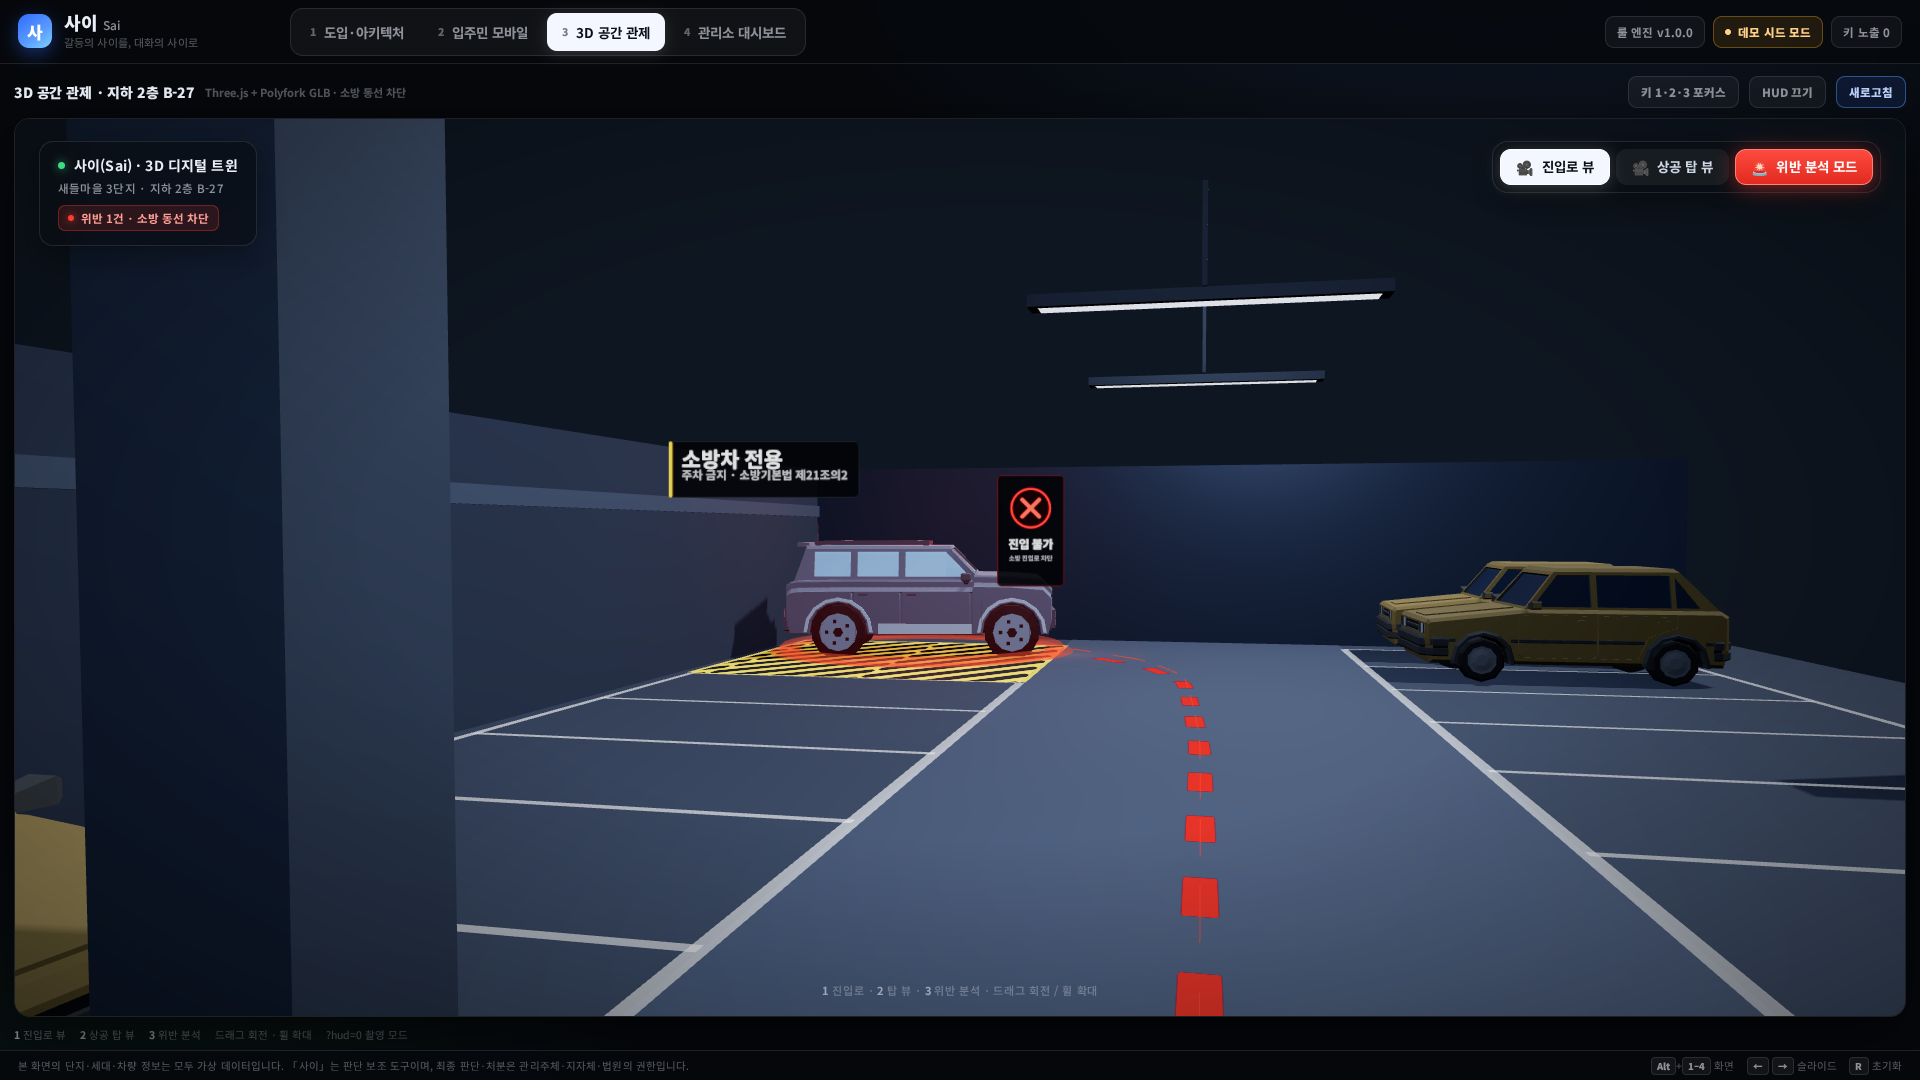 사
사이 Sai
갈등의 사이를, 대화의 사이로
1 도입·아키텍처
2 입주민 모바일
3 3D 공간 관제
4 관리소 대시보드
룰 엔진 v1.0.0
데모 시드 모드
키 노출 0
3D 공간 관제 · 지하 2층 B-27
Three.js + Polyfork GLB · 소방 동선 차단
키 1·2·3 포커스
HUD 끄기
새로고침
사이(Sai) · 3D 디지털 트윈
새들마을 3단지 · 지하 2층 B-27
위반 1건 · 소방 동선 차단
진입로 뷰
상공 탑 뷰
위반 분석 모드
소방차 전용
주차 금지 · 소방기본법 제21조의2
진입 불가
소방 진입로 차단
1 진입로 · 2 탑 뷰 · 3 위반 분석 · 드래그 회전 / 휠 확대
1 진입로 뷰 2 상공 탑 뷰 3 위반 분석 드래그 회전 · 휠 확대 ?hud=0 촬영 모드
본 화면의 단지·세대·차량 정보는 모두 가상 데이터입니다. 「사이」는 판단 보조 도구이며, 최종 판단·처분은 관리주체·지자체·법원의 권한입니다.
Alt + 1-4 화면 ← → 슬라이드 R 초기화